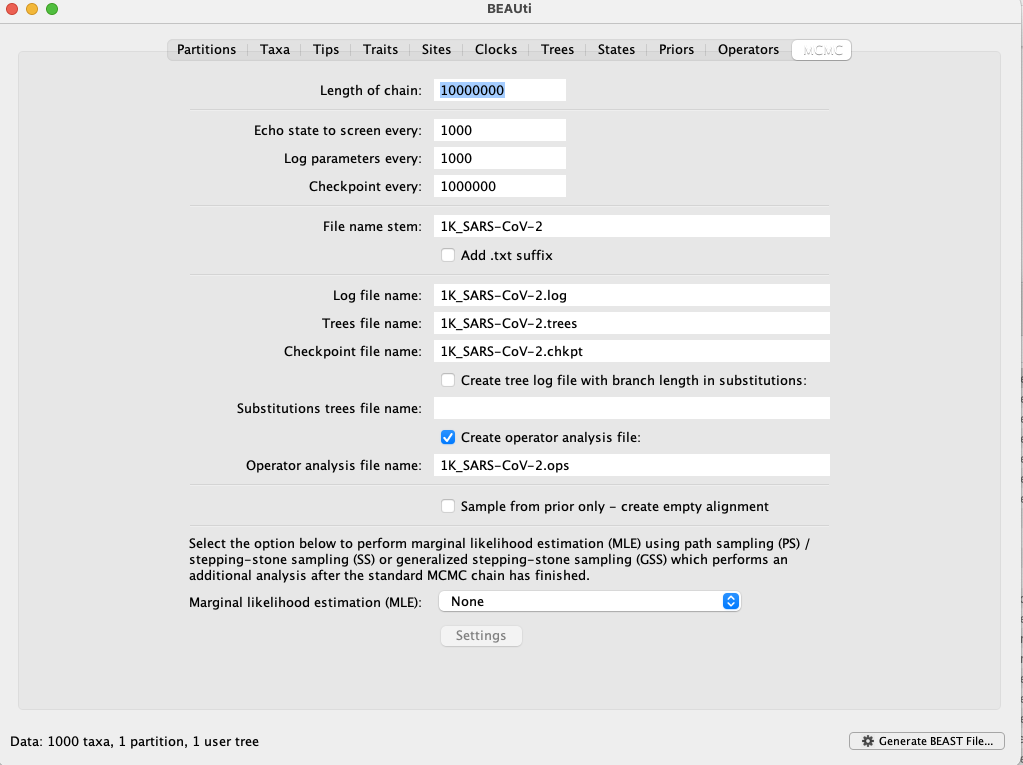 BEAUti
Partitions Taxa Tips Traits Sites Clocks Trees States Priors Operators MCMC
Length of chain: 10000000
Echo state to screen every: 1000
Log parameters every: 1000
Checkpoint every: 1000000
File name stem: 1K_SARS-CoV-2
Add .txt suffix
Log file name: 1K_SARS-CoV-2.log
Trees file name: 1K_SARS-CoV-2.trees
Checkpoint file name: 1K_SARS-CoV-2.chkpt
Create tree log file with branch length in substitutions:
Substitutions trees file name:
Create operator analysis file:
Operator analysis file name: 1K_SARS-CoV-2.ops
Sample from prior only - create empty alignment
Select the option below to perform marginal likelihood estimation (MLE) using path sampling (PS) /
stepping-stone sampling (SS) or generalized stepping-stone sampling (GSS) which performs an
additional analysis after the standard MCMC chain has finished.
Marginal likelihood estimation (MLE): None
Settings
Data: 1000 taxa, 1 partition, 1 user tree
Generate BEAST File...